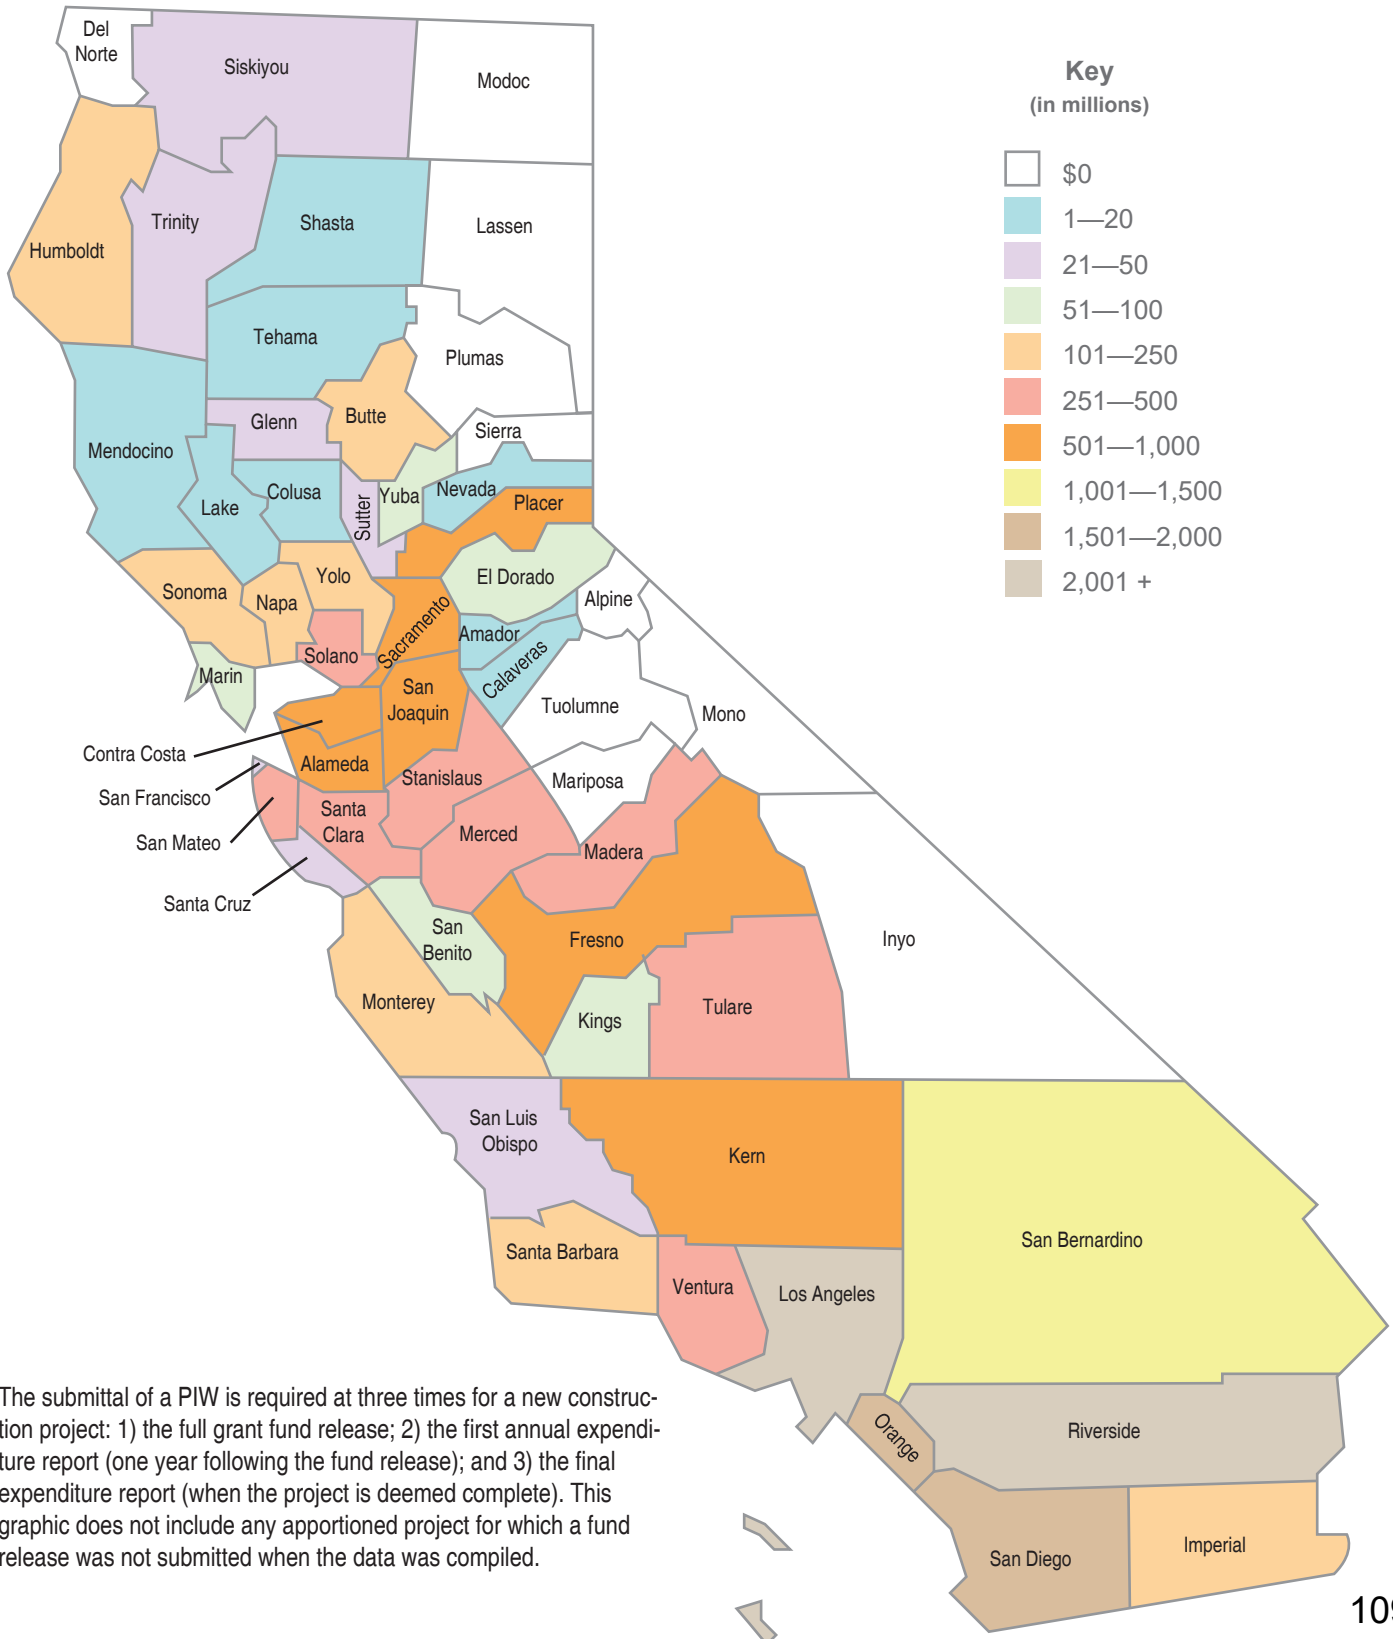 Del
Norte
Siskiyou
Modoc
Key
(in millions)
$0
1—20
21—50
51—100
101—250
251—500
501—1,000
1,001—1,500
1,501—2,000
2,001 +
Humboldt
Trinity
Shasta
Lassen
Tehama
Plumas
Glenn
Butte
Sierra
Mendocino
Lake
Colusa
Sutter
Yuba
Nevada
Placer
Sonoma
Napa
Yolo
Sacramento
El Dorado
Alpine
Amador
Calaveras
Solano
Marin
San
Joaquin
Tuolumne
Mono
Contra Costa
Alameda
Stanislaus
Mariposa
San Francisco
Santa
Clara
San Mateo
Merced
Madera
Santa Cruz
San
Benito
Fresno
Inyo
Monterey
Kings
Tulare
San Luis
Obispo
Kern
San Bernardino
Santa Barbara
Ventura
Los Angeles
Orange
Riverside
San Diego
Imperial
The submittal of a PIW is required at three times for a new construc-
tion project: 1) the full grant fund release; 2) the first annual expendi-
ture report (one year following the fund release); and 3) the final
expenditure report (when the project is deemed complete). This
graphic does not include any apportioned project for which a fund
release was not submitted when the data was compiled.
109